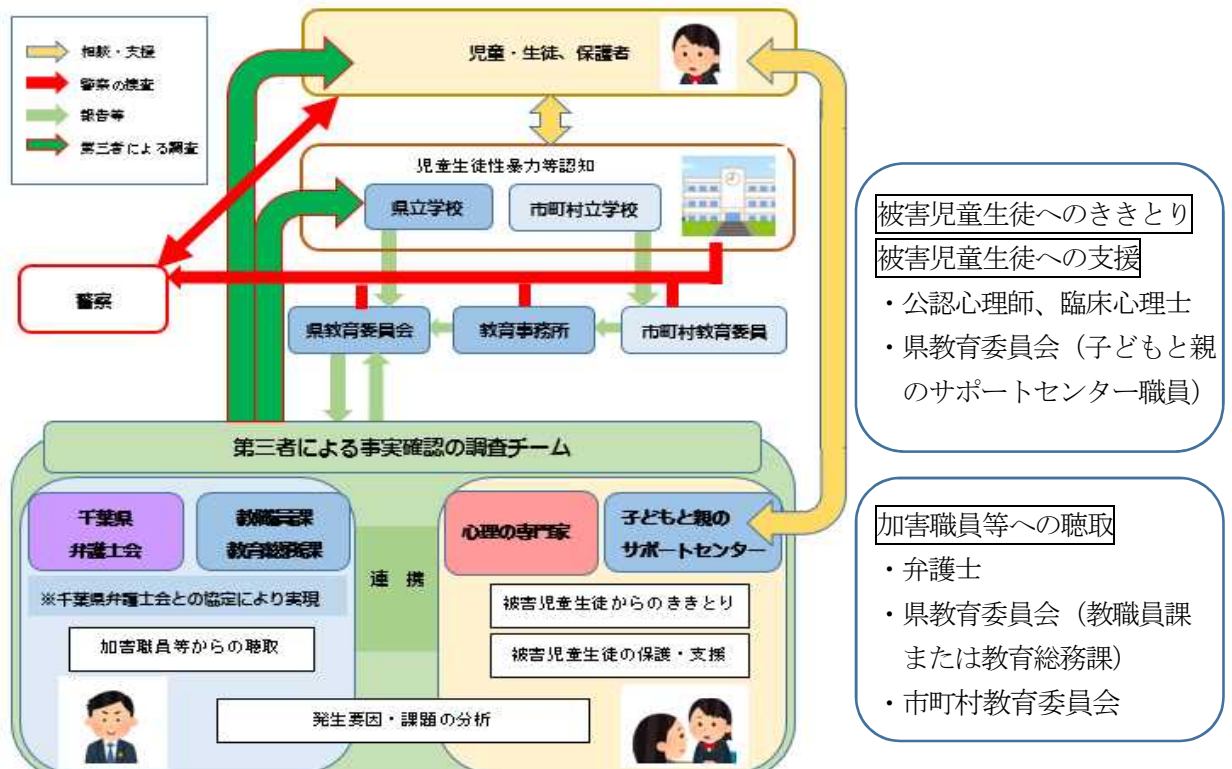 相談・支援
警察の捜査
報告等
第三者による調査
児童・生徒、保護者
児童生徒性暴力等認知
県立学校
市町村立学校
警察
県教育委員会
教育事務所
市町村教育委員
第三者による事実確認の調査チーム
千葉県
弁護士会
教職員課
教育総務課
※千葉県弁護士会との協定により実現
加害職員等からの聴取
連 携
心理の専門家
子どもと親の
サポートセンター
被害児童生徒からのききとり
被害児童生徒の保護・支援
発生要因・課題の分析
被害児童生徒へのききとり
被害児童生徒への支援
・公認心理師、臨床心理士
・県教育委員会（子どもと親
のサポートセンター職員）
加害職員等への聴取
・弁護士
・県教育委員会（教職員課
または教育総務課）
・市町村教育委員会